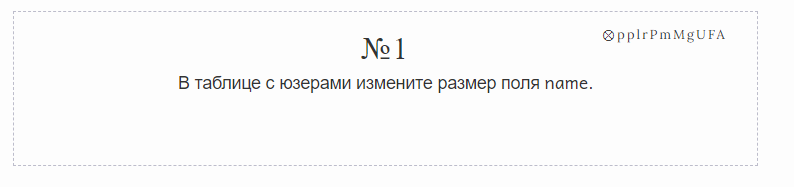 ⊗pplrPmMgUFA
№1
В таблице с юзерами измените размер поля name.